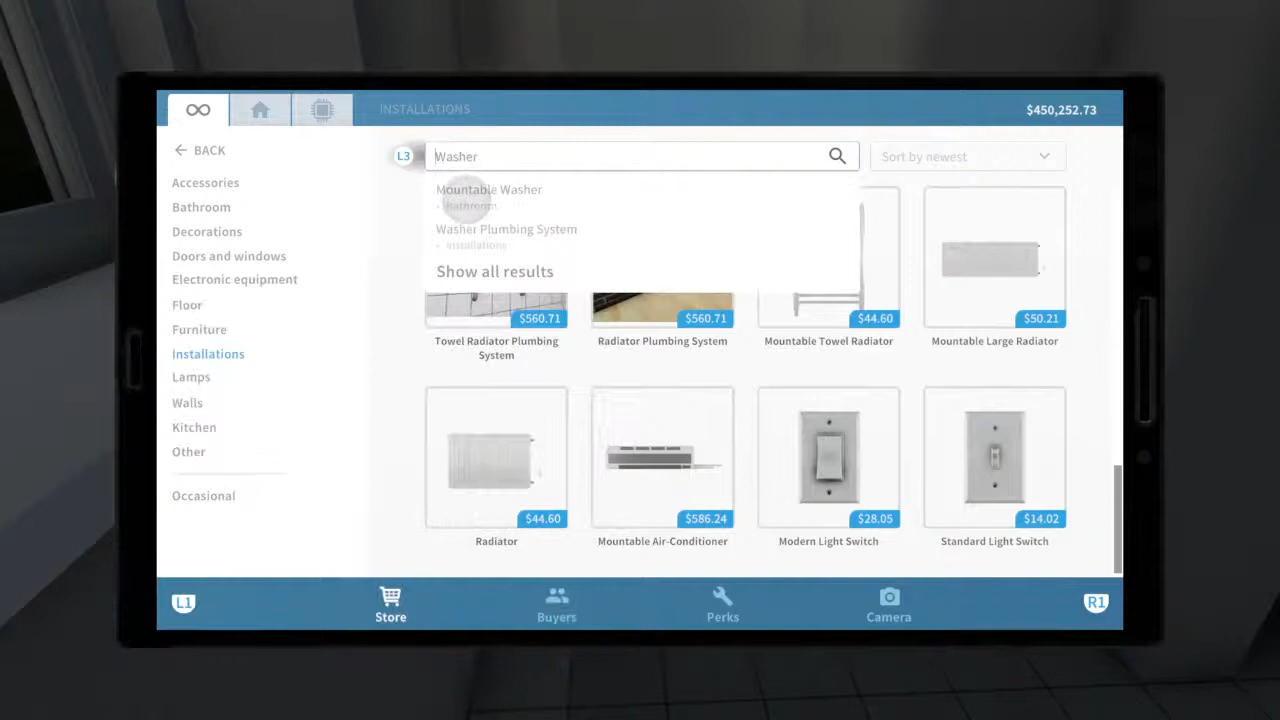 INSTALLATIONS
$450,252.73
BACK
L3
Washer
Sort by newest
Accessories
Bathroom
Decorations
Doors and windows
Electronic equipment
Floor
Furniture
Installations
Lamps
Walls
Kitchen
Other
Occasional
Mountable Washer
• Bathroom
Washer Plumbing System
• Installations
Show all results
$560.71
$560.71
$44.60
$50.21
Towel Radiator Plumbing
System
Radiator Plumbing System
Mountable Towel Radiator
Mountable Large Radiator
$44.60
$586.24
$28.05
$14.02
Radiator
Mountable Air-Conditioner
Modern Light Switch
Standard Light Switch
L1
Store
Buyers
Perks
Camera
R1